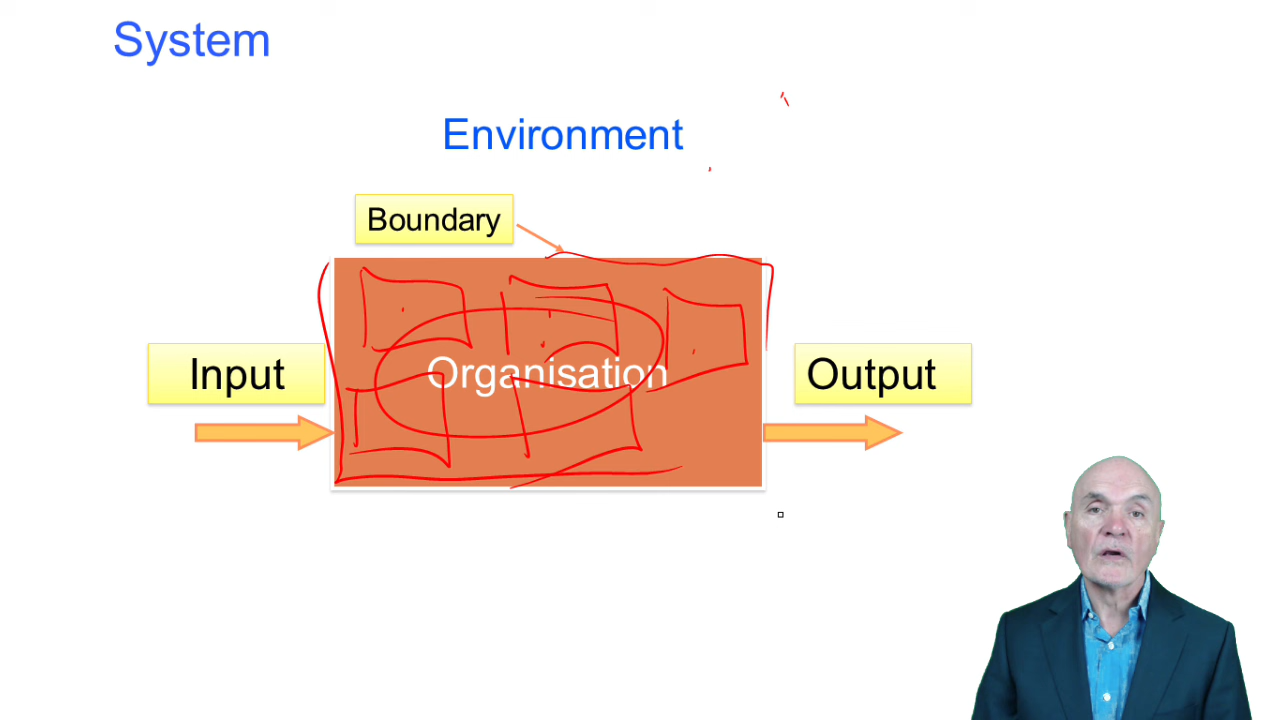 System
Environment
Boundary
Input
Organisation
Output